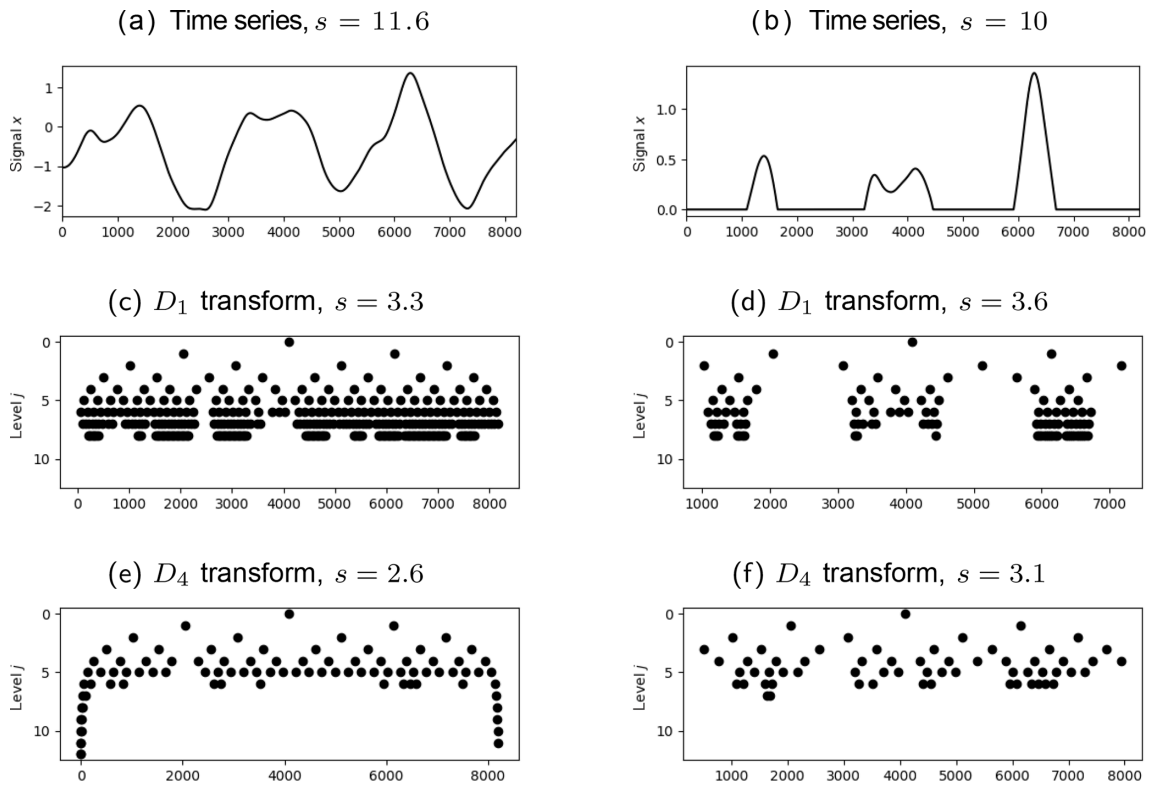 (a) Time series, s = 11.6
(b) Time series, s = 10
Signal x
1
0
−1
−2
0 1000 2000 3000 4000 5000 6000 7000 8000
Signal x
1.0
0.5
0.0
0 1000 2000 3000 4000 5000 6000 7000 8000
(c) D₁ transform, s = 3.3
(d) D₁ transform, s = 3.6
Level j
0
5
10
0 1000 2000 3000 4000 5000 6000 7000 8000
Level j
0
5
10
1000 2000 3000 4000 5000 6000 7000
(e) D₄ transform, s = 2.6
(f) D₄ transform, s = 3.1
Level j
0
5
10
0 2000 4000 6000 8000
Level j
0
5
10
1000 2000 3000 4000 5000 6000 7000 8000